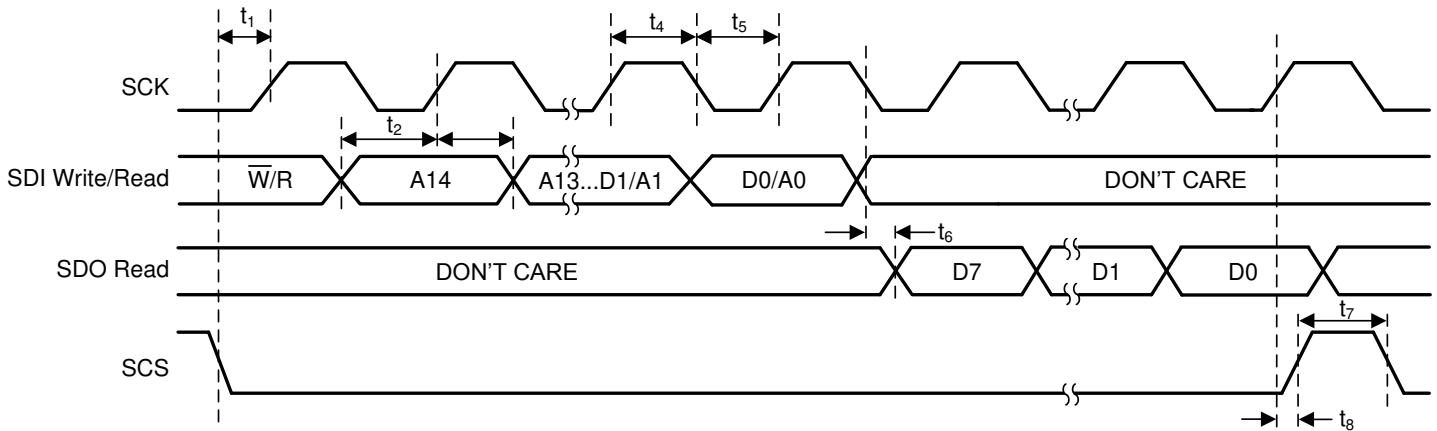 t₁
t₄
t₅
SCK
t₂
SDI Write/Read
W̅/R
A14
A13...D1/A1
D0/A0
DON'T CARE
t₆
SDO Read
DON'T CARE
D7
D1
D0
t₇
SCS
t₈